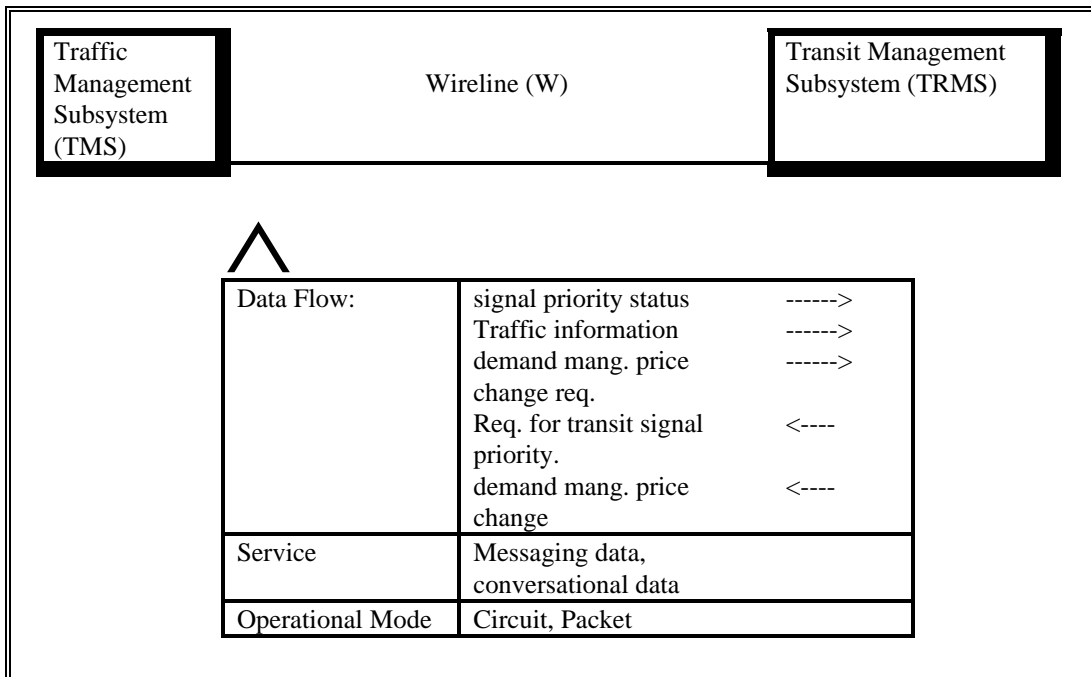 Traffic
Management
Subsystem
(TMS)
Wireline (W)
Transit Management
Subsystem (TRMS)
Data Flow:
signal priority status ------>
Traffic information ------>
demand mang. price ------>
change req.
Req. for transit signal <----
priority.
demand mang. price <----
change
Service
Messaging data,
conversational data
Operational Mode
Circuit, Packet